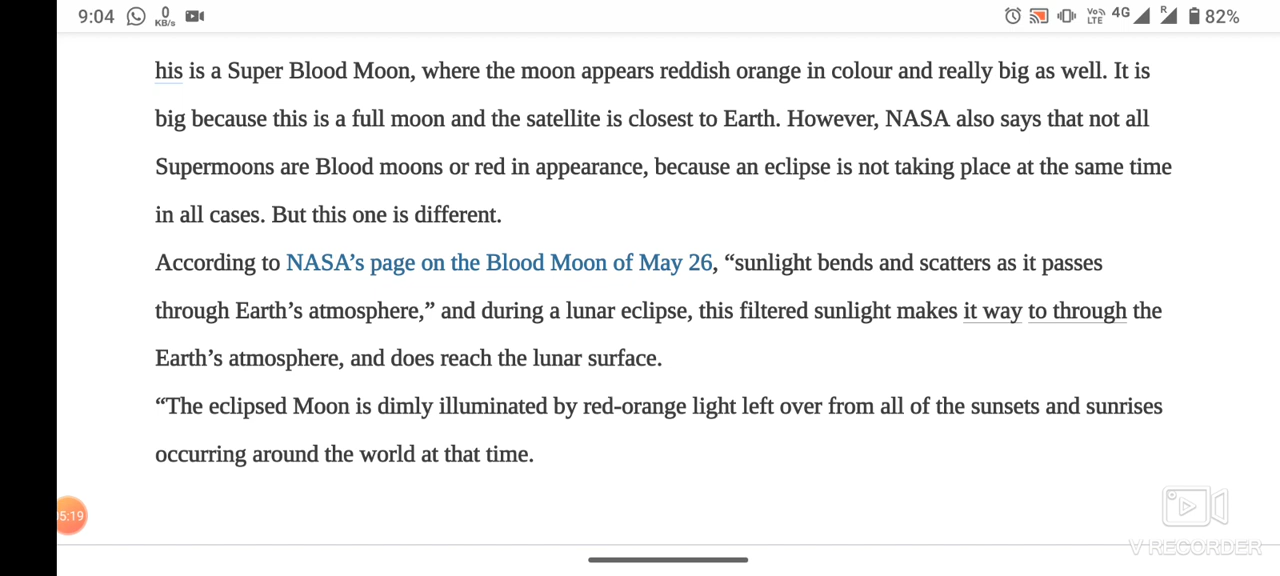 9:04 0 KB/s Vo LTE 4G R 82%
his is a Super Blood Moon, where the moon appears reddish orange in colour and really big as well. It is
big because this is a full moon and the satellite is closest to Earth. However, NASA also says that not all
Supermoons are Blood moons or red in appearance, because an eclipse is not taking place at the same time
in all cases. But this one is different.
According to NASA’s page on the Blood Moon of May 26, “sunlight bends and scatters as it passes
through Earth’s atmosphere,” and during a lunar eclipse, this filtered sunlight makes it way to through the
Earth’s atmosphere, and does reach the lunar surface.
“The eclipsed Moon is dimly illuminated by red-orange light left over from all of the sunsets and sunrises
occurring around the world at that time.
05:19
V RECORDER